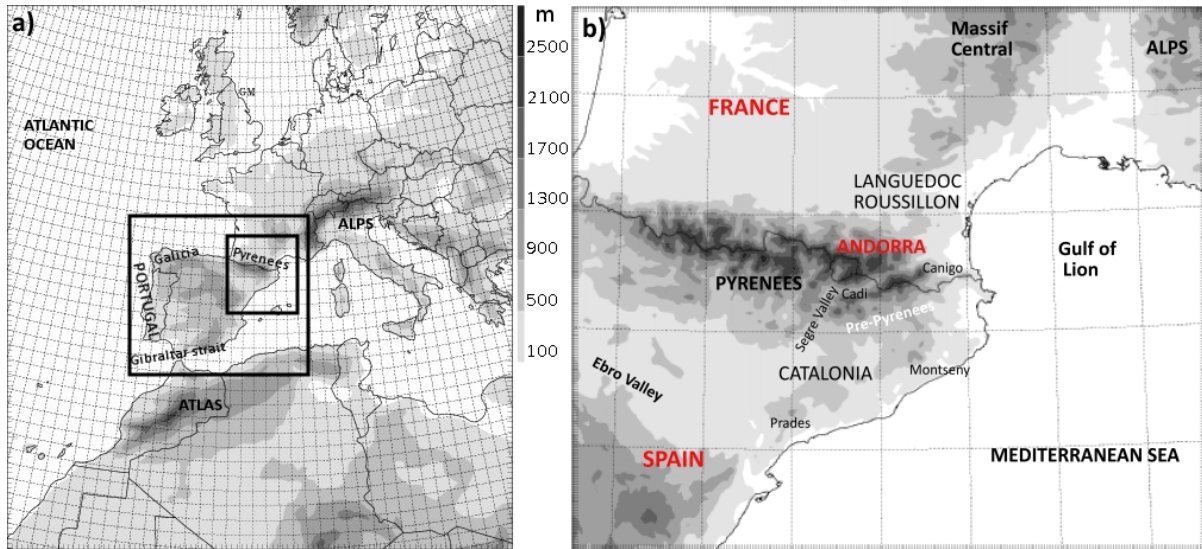 a)
GM
ATLANTIC
OCEAN
ALPS
Galitia
Pyrenees
PORTUGAL
Gibraltar strait
ATLAS
m
2500
2100
1700
1300
900
500
100
b)
Massif
Central
ALPS
FRANCE
LANGUEDOC
ROUSSILLON
ANDORRA
Gulf of
Lion
Canigo
PYRENEES
Cadi
Segre Valley
Pre-Pyrenees
Ebro Valley
CATALONIA
Montseny
Prades
SPAIN
MEDITERRANEAN SEA